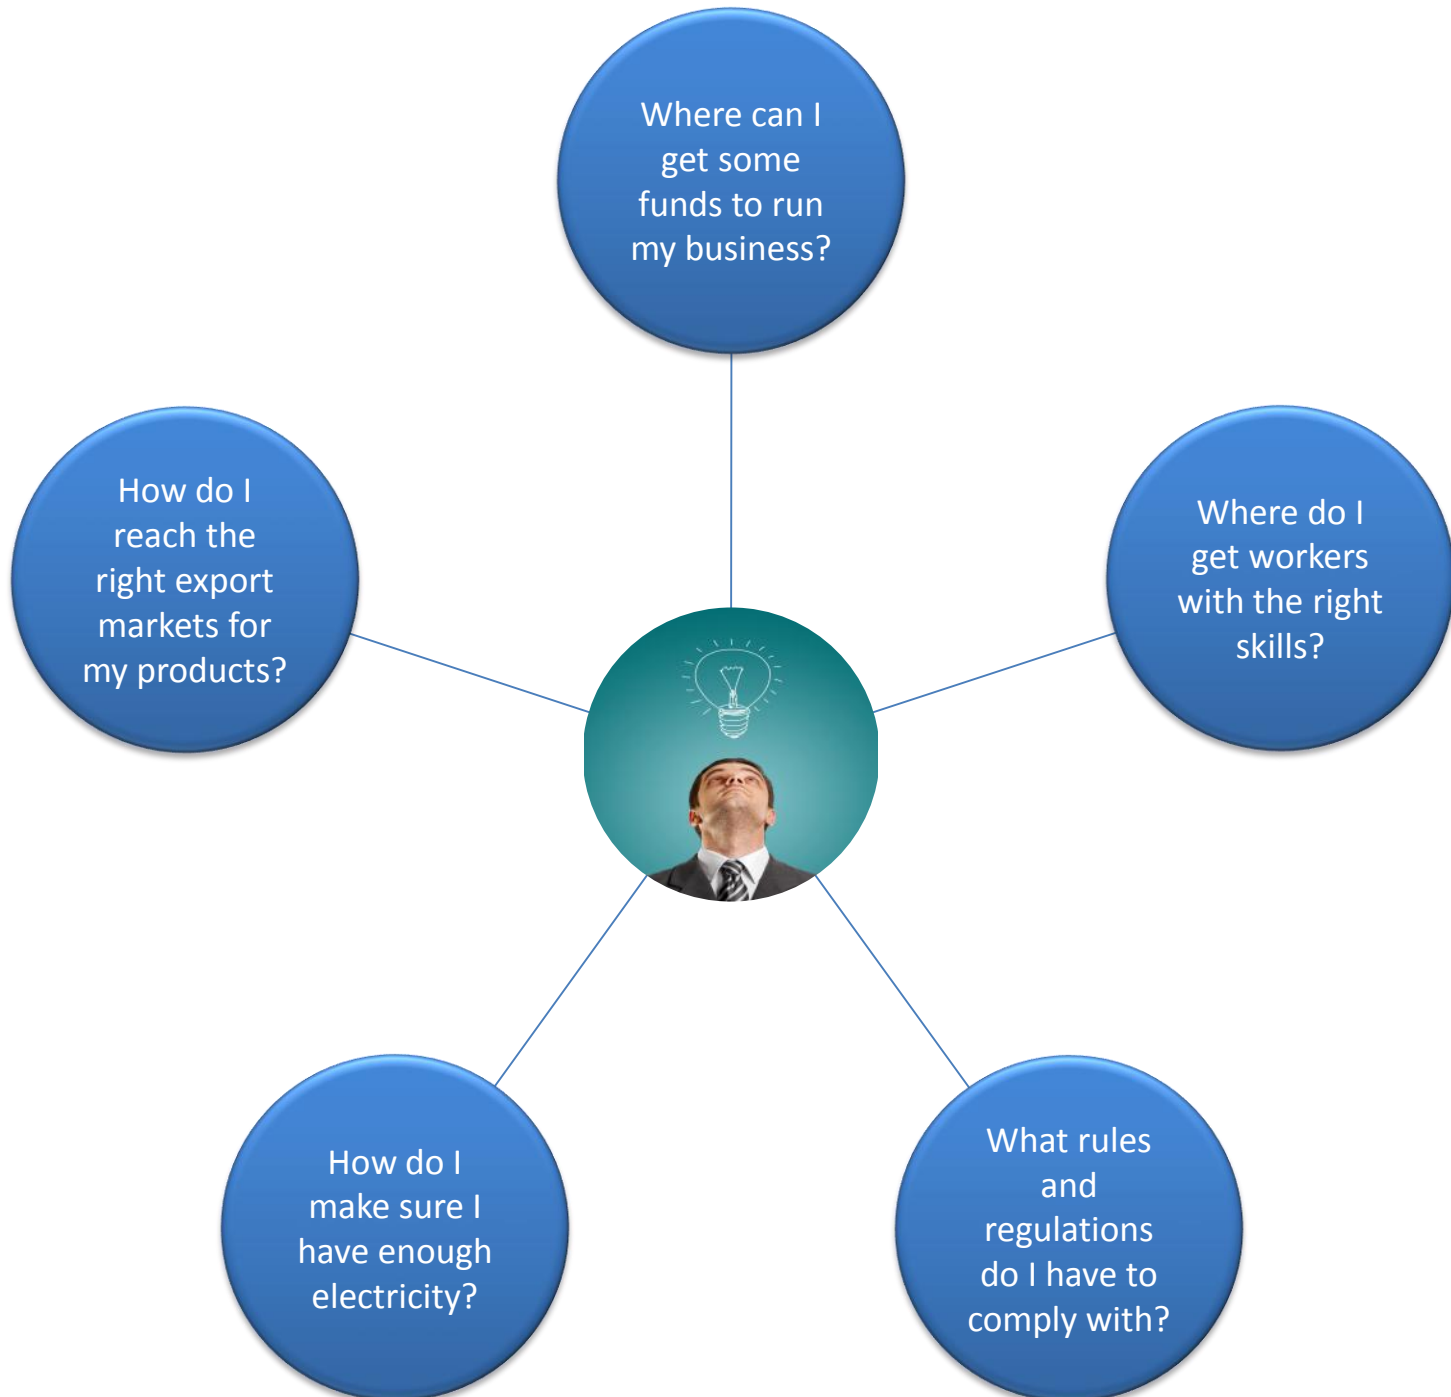 Where can I
get some
funds to run
my business?
How do I
reach the
right export
markets for
my products?
Where do I
get workers
with the right
skills?
How do I
make sure I
have enough
electricity?
What rules
and
regulations
do I have to
comply with?